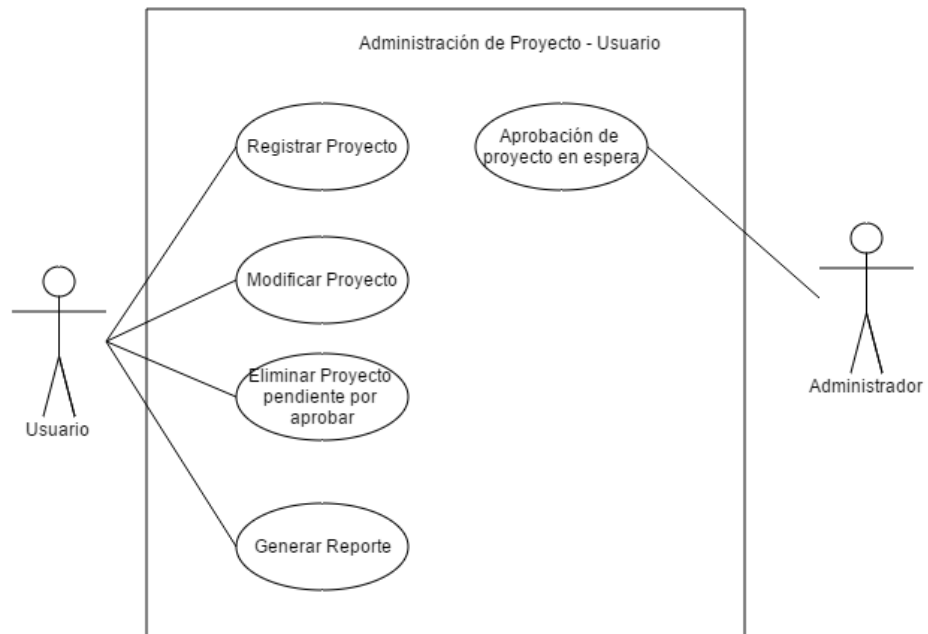 Administración de Proyecto - Usuario
Registrar Proyecto
Aprobación de
proyecto en espera
Modificar Proyecto
Eliminar Proyecto
pendiente por
aprobar
Generar Reporte
Usuario
Administrador